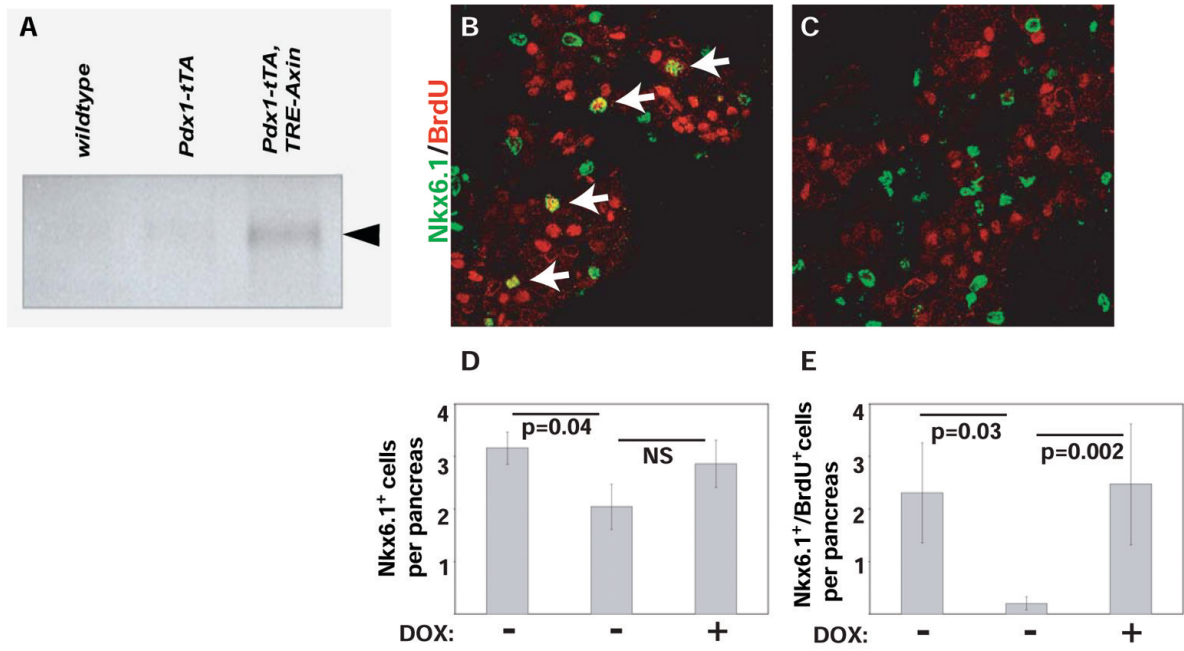 A
wildtype
Pdx1-tTA
Pdx1-tTA,
TRE-Axin
B
C
Nkx6.1/BrdU
D
4
3
2
1
Nkx6.1+ cells
per pancreas
p=0.04
NS
DOX: - - +
E
4
3
2
1
Nkx6.1+/BrdU+cells
per pancreas
p=0.03
p=0.002
DOX: - - +